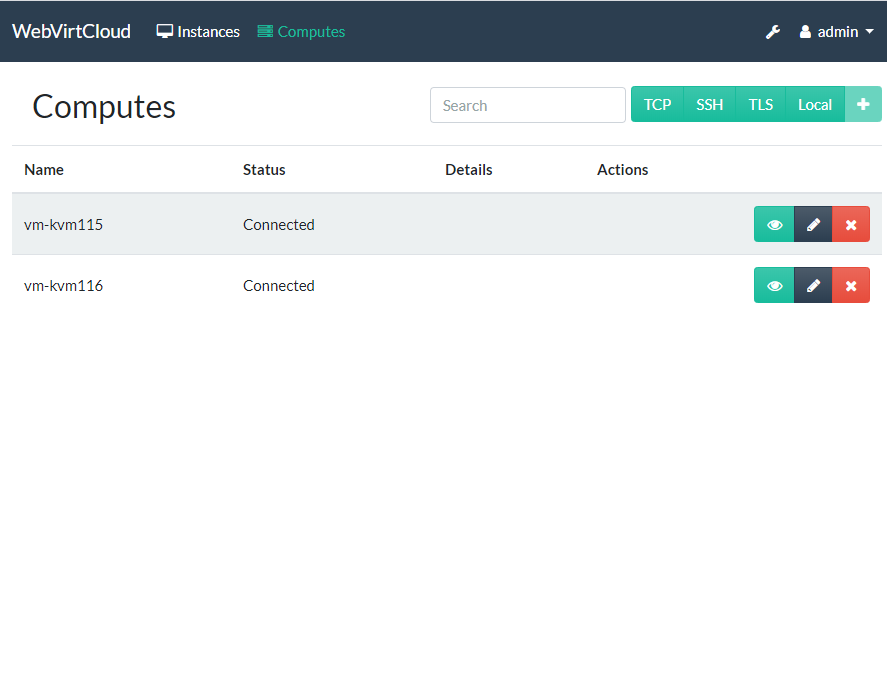 WebVirtCloud Instances Computes admin
Computes Search TCP SSH TLS Local
Name Status Details Actions
vm-kvm115 Connected
vm-kvm116 Connected